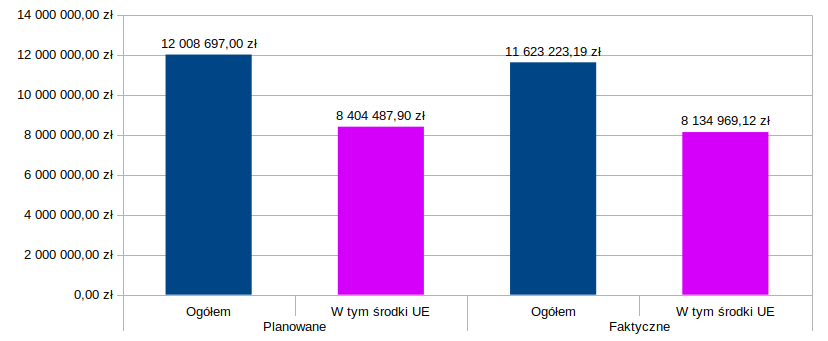 14 000 000,00 zł
12 000 000,00 zł
10 000 000,00 zł
8 000 000,00 zł
6 000 000,00 zł
4 000 000,00 zł
2 000 000,00 zł
0,00 zł
12 008 697,00 zł
8 404 487,90 zł
11 623 223,19 zł
8 134 969,12 zł
Ogółem W tym środki UE Ogółem W tym środki UE
Planowane Faktyczne